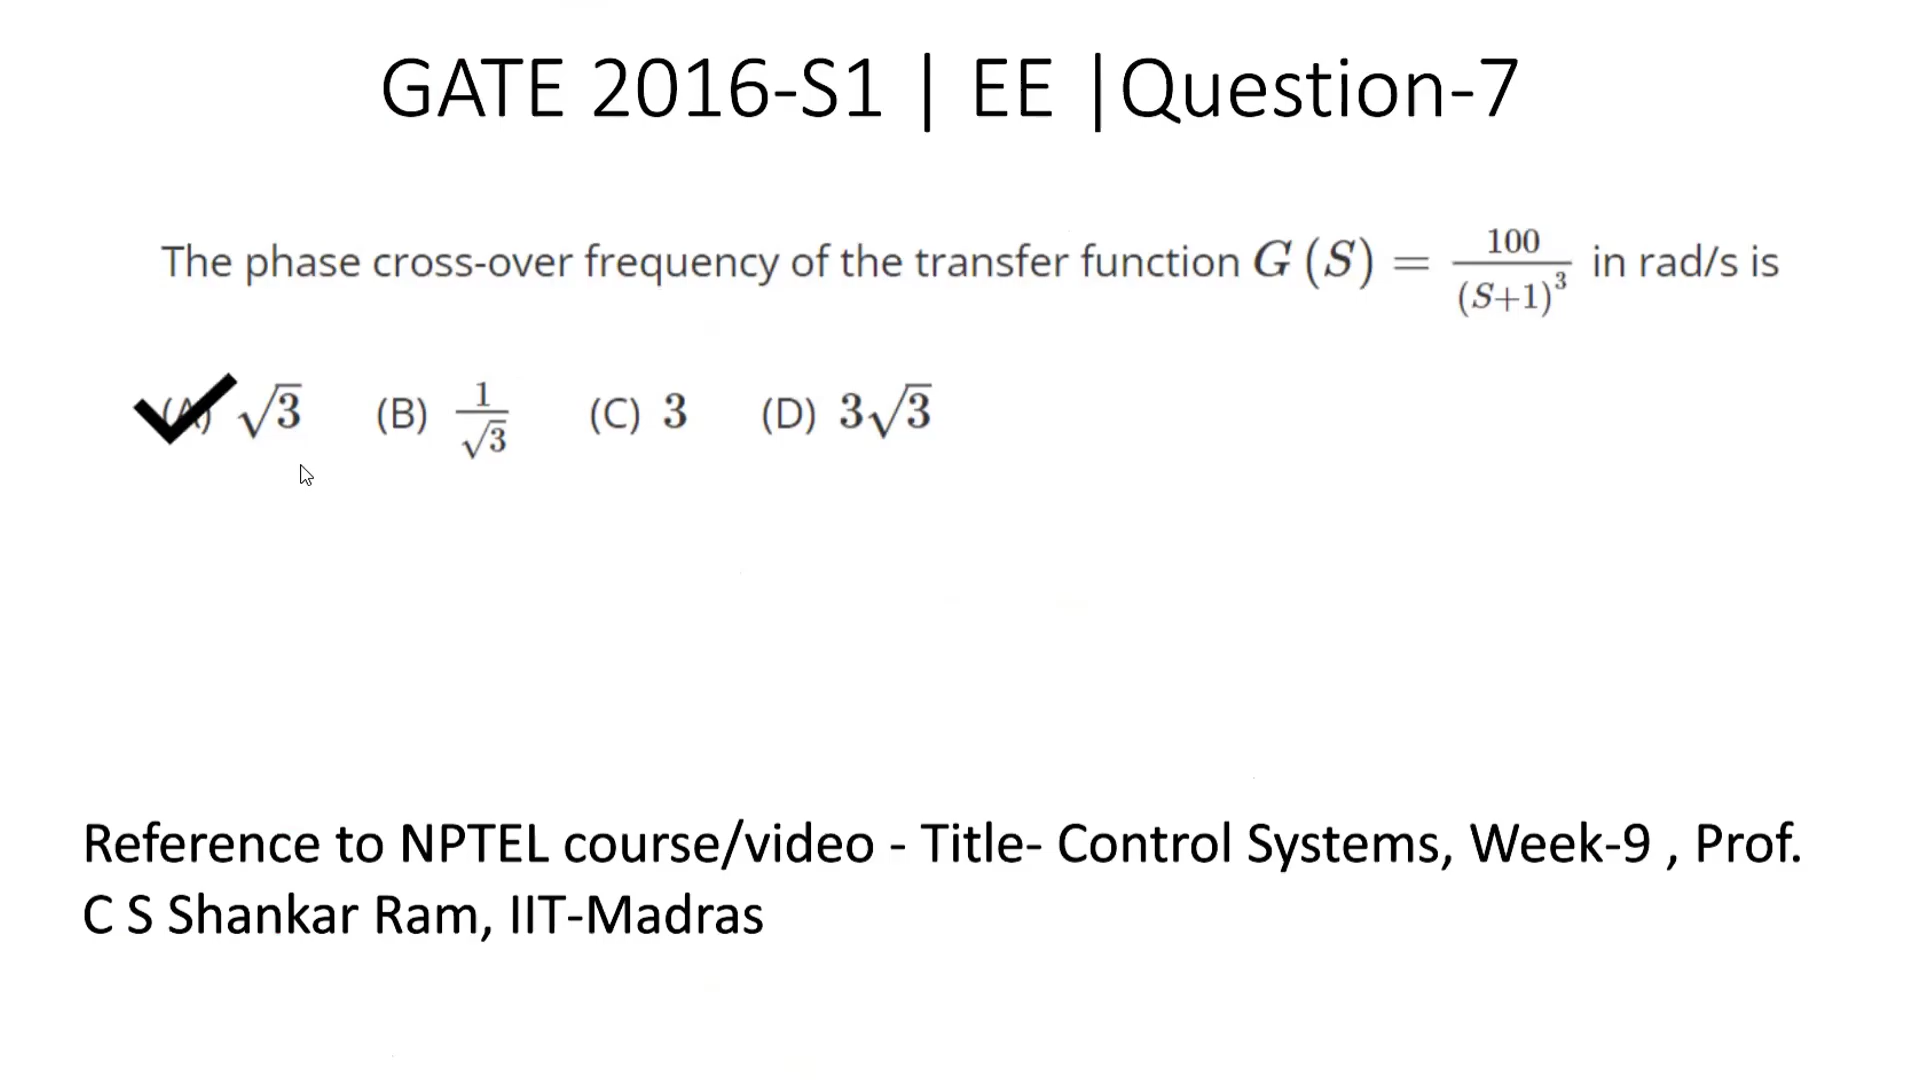 GATE 2016-S1 | EE |Question-7
The phase cross-over frequency of the transfer function G (S) = 100/(S+1)³ in rad/s is
(A) √3 (B) 1/√3 (C) 3 (D) 3√3
Reference to NPTEL course/video - Title- Control Systems, Week-9 , Prof.
C S Shankar Ram, IIT-Madras